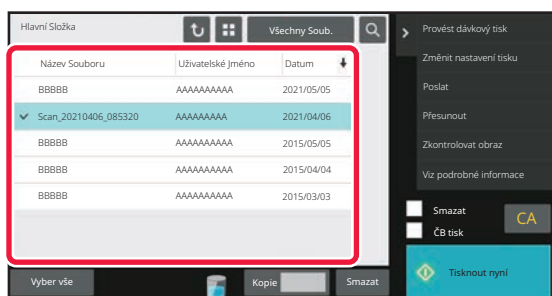 Hlavní Složka
Všechny Soub.
Název Souboru Uživatelské Jméno Datum
BBBBB AAAAAAAAAA 2021/05/05
Scan_20210406_085320 AAAAAAAAA 2021/04/06
BBBBB AAAAAAAAAA 2015/05/05
BBBBB AAAAAAAAAA 2015/04/04
BBBBB AAAAAAAAAA 2015/03/03
Vyber vše
Kopie
Smazat
Provést dávkový tisk
Změnit nastavení tisku
Poslat
Přesunout
Zkontrolovat obraz
Viz podrobné informace
Smazat
ČB tisk
CA
Tisknout nyní